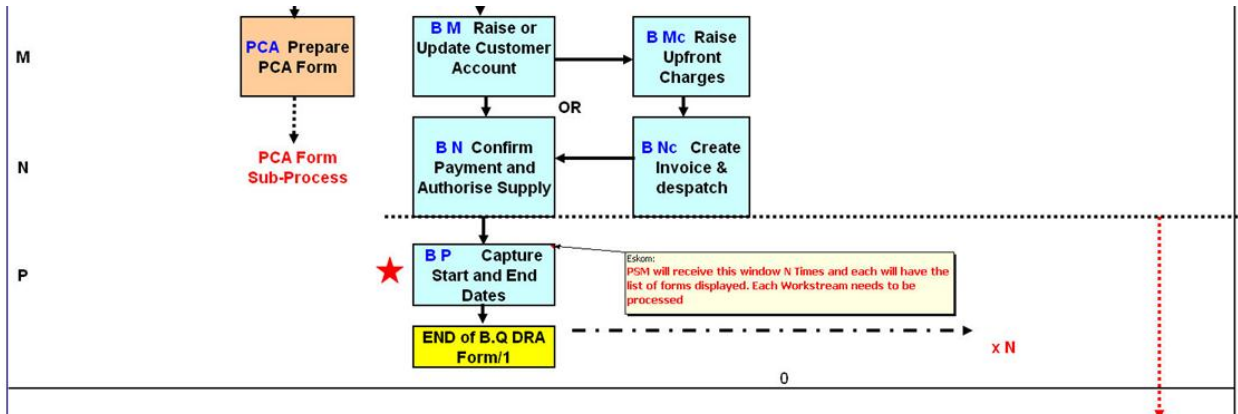 M
PCA Prepare
PCA Form
B M Raise or
Update Customer
Account
B Mc Raise
Upfront
Charges
OR
N
PCA Form
Sub-Process
B N Confirm
Payment and
Authorise Supply
B Nc Create
Invoice &
despatch
P
B P Capture
Start and End
Dates
Eskom:
PSM will receive this window N Times and each will have the
list of forms displayed. Each Workstream needs to be
processed
END of B.Q DRA
Form/1
x N
0